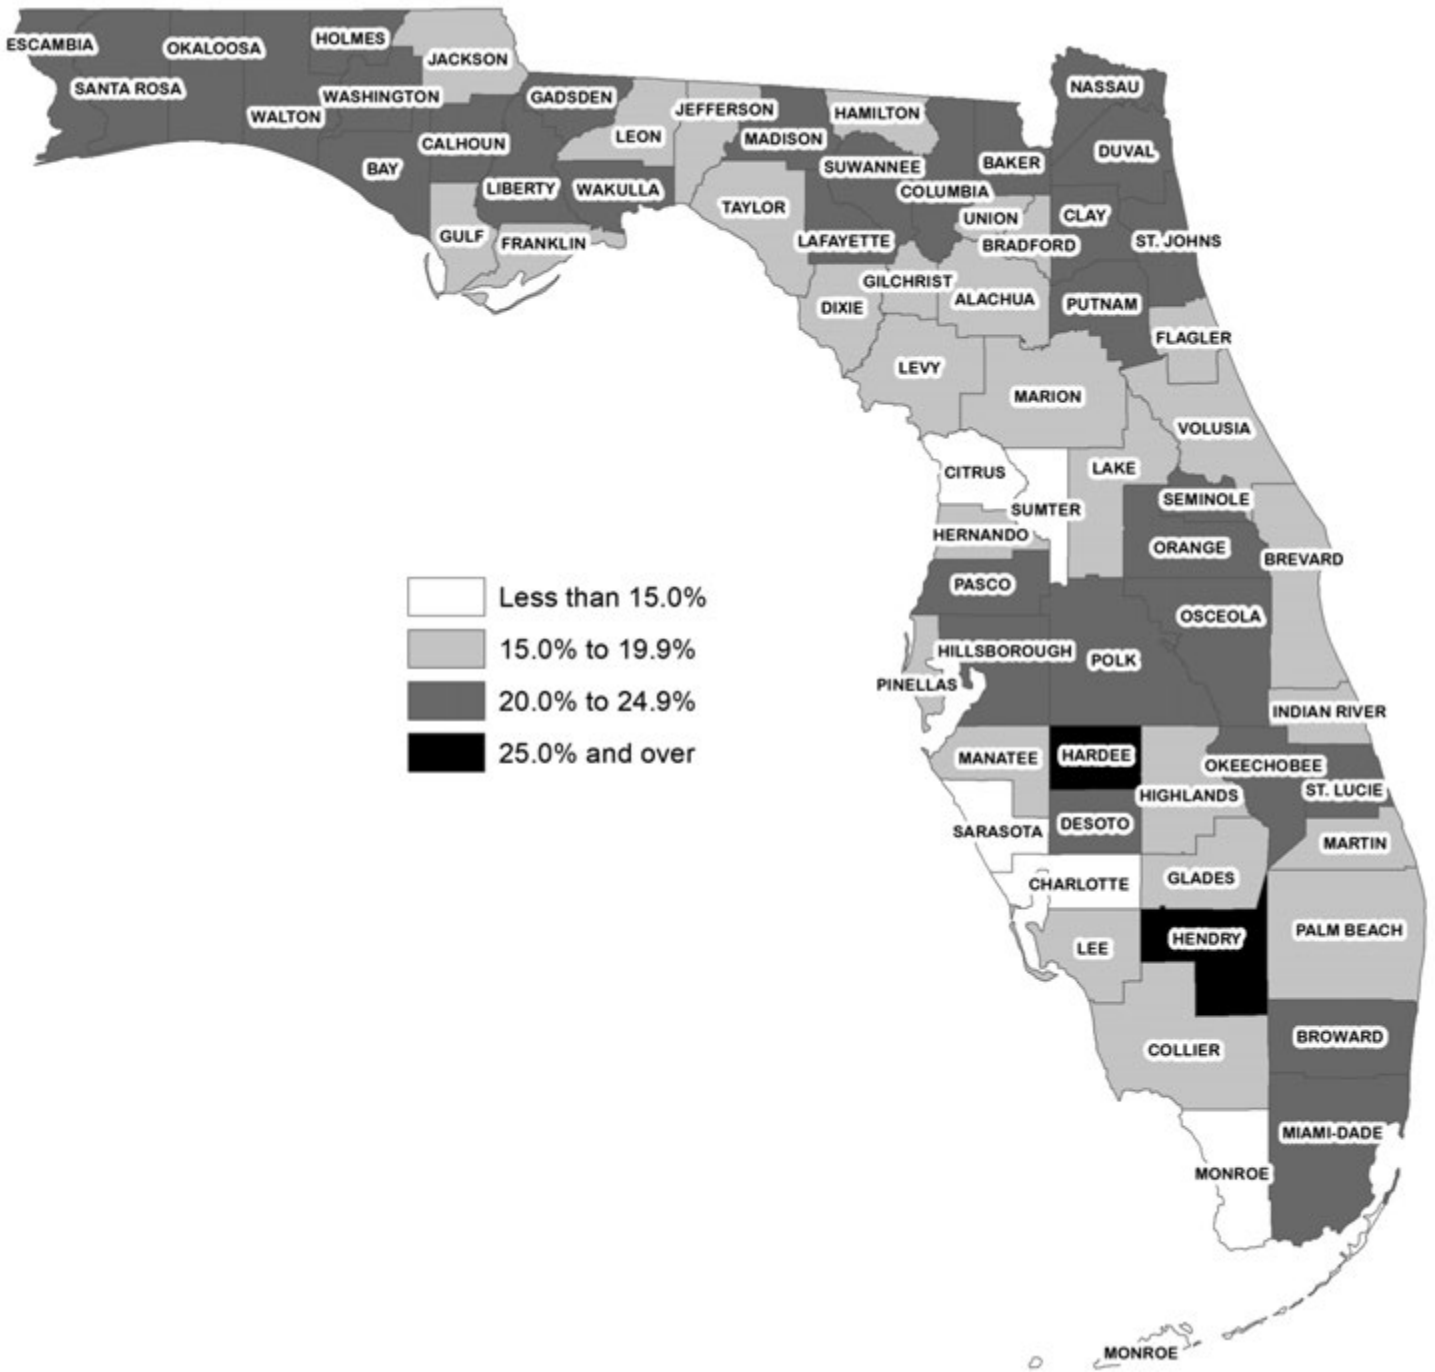 ESCAMBIA
OKALOOSA
HOLMES
JACKSON
SANTA ROSA
WASHINGTON
WALTON
GADSDEN
CALHOUN
LEON
JEFFERSON
HAMILTON
MADISON
NASSAU
BAY
LIBERTY
WAKULLA
SUWANNEE
BAKER
DUVAL
COLUMBIA
TAYLOR
UNION
CLAY
GULF
FRANKLIN
LAFAYETTE
BRADFORD
ST. JOHNS
GILCHRIST
DIXIE
ALACHUA
PUTNAM
FLAGLER
LEVY
MARION
VOLUSIA
CITRUS
LAKE
SUMTER
SEMINOLE
HERNANDO
ORANGE
BREVARD
PASCO
OSCEOLA
HILLSBOROUGH
POLK
PINELLAS
INDIAN RIVER
MANATEE
HARDEE
OKEECHOBEE
HIGHLANDS
ST. LUCIE
SARASOTA
DESOTO
MARTIN
CHARLOTTE
GLADES
LEE
HENDRY
PALM BEACH
COLLIER
BROWARD
MIAMI-DADE
MONROE
MONROE
Less than 15.0%
15.0% to 19.9%
20.0% to 24.9%
25.0% and over